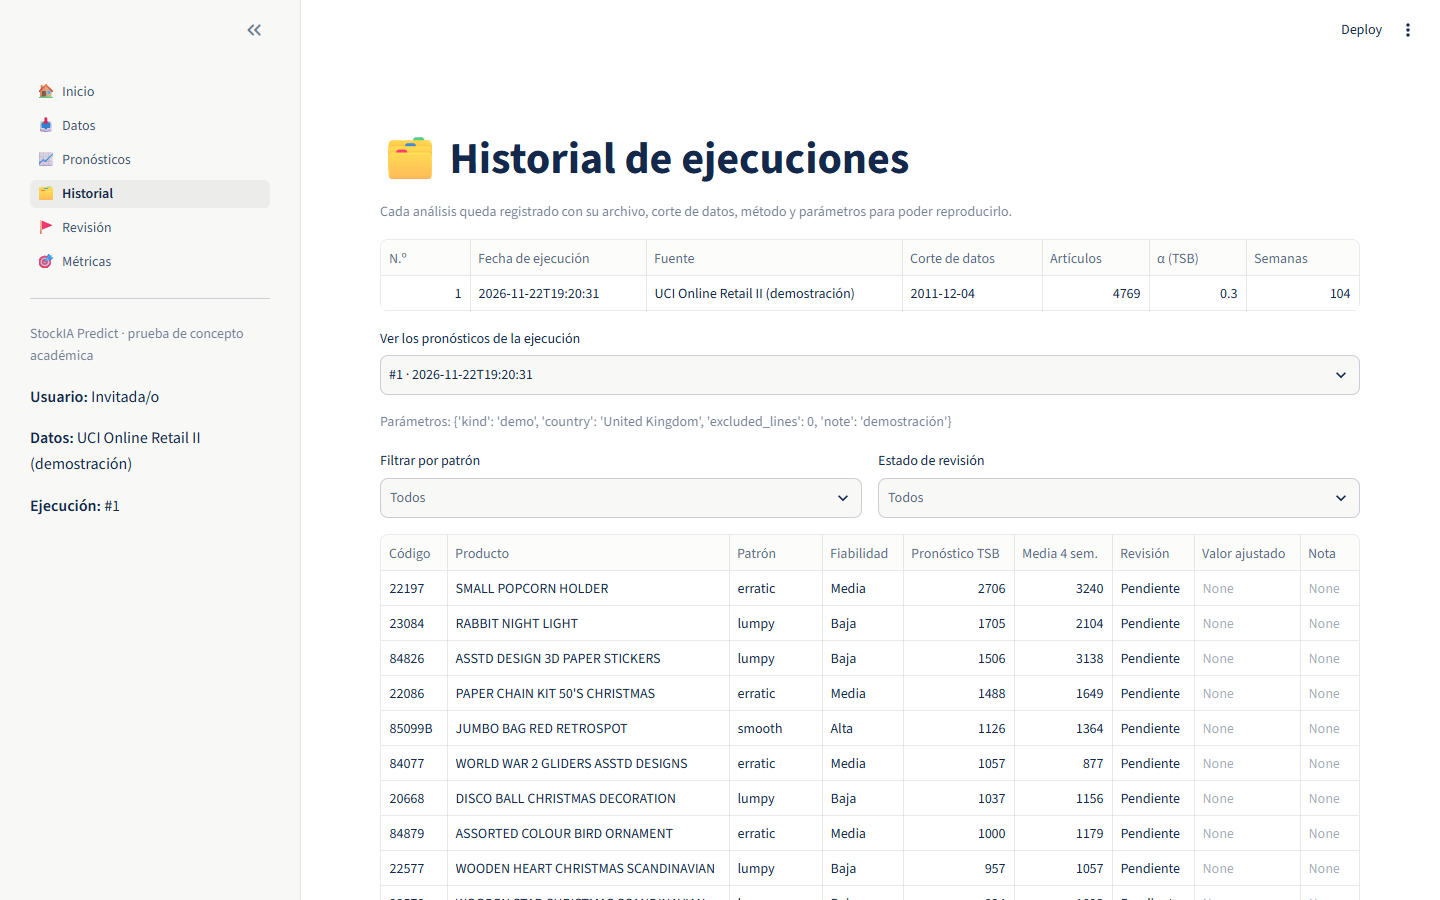 Deploy
Inicio
Datos
Pronósticos
Historial
Revisión
Métricas
StockIA Predict · prueba de concepto
académica
Usuario: Invitada/o
Datos: UCI Online Retail II
(demostración)
Ejecución: #1
Historial de ejecuciones
Cada análisis queda registrado con su archivo, corte de datos, método y parámetros para poder reproducirlo.
N.º Fecha de ejecución Fuente Corte de datos Artículos α (TSB) Semanas
1 2026-11-22T19:20:31 UCI Online Retail II (demostración) 2011-12-04 4769 0.3 104
Ver los pronósticos de la ejecución
#1 · 2026-11-22T19:20:31
Parámetros: {'kind': 'demo', 'country': 'United Kingdom', 'excluded_lines': 0, 'note': 'demostración'}
Filtrar por patrón Estado de revisión
Todos Todos
Código Producto Patrón Fiabilidad Pronóstico TSB Media 4 sem. Revisión Valor ajustado Nota
22197 SMALL POPCORN HOLDER erratic Media 2706 3240 Pendiente None None
23084 RABBIT NIGHT LIGHT lumpy Baja 1705 2104 Pendiente None None
84826 ASSTD DESIGN 3D PAPER STICKERS lumpy Baja 1506 3138 Pendiente None None
22086 PAPER CHAIN KIT 50'S CHRISTMAS erratic Media 1488 1649 Pendiente None None
85099B JUMBO BAG RED RETROSPOT smooth Alta 1126 1364 Pendiente None None
84077 WORLD WAR 2 GLIDERS ASSTD DESIGNS erratic Media 1057 877 Pendiente None None
20668 DISCO BALL CHRISTMAS DECORATION lumpy Baja 1037 1156 Pendiente None None
84879 ASSORTED COLOUR BIRD ORNAMENT erratic Media 1000 1179 Pendiente None None
22577 WOODEN HEART CHRISTMAS SCANDINAVIAN lumpy Baja 957 1057 Pendiente None None